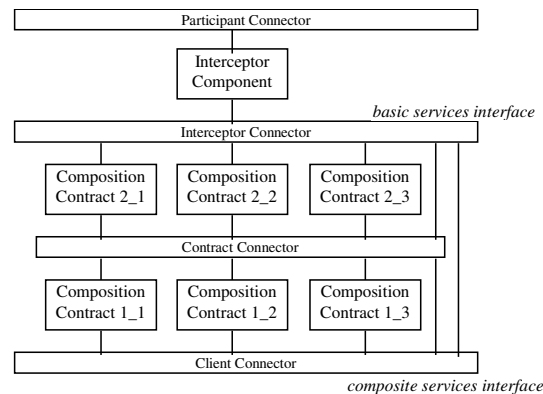 Participant Connector
Interceptor
Component
basic services interface
Interceptor Connector
Composition
Contract 2_1
Composition
Contract 2_2
Composition
Contract 2_3
Contract Connector
Composition
Contract 1_1
Composition
Contract 1_2
Composition
Contract 1_3
Client Connector
composite services interface